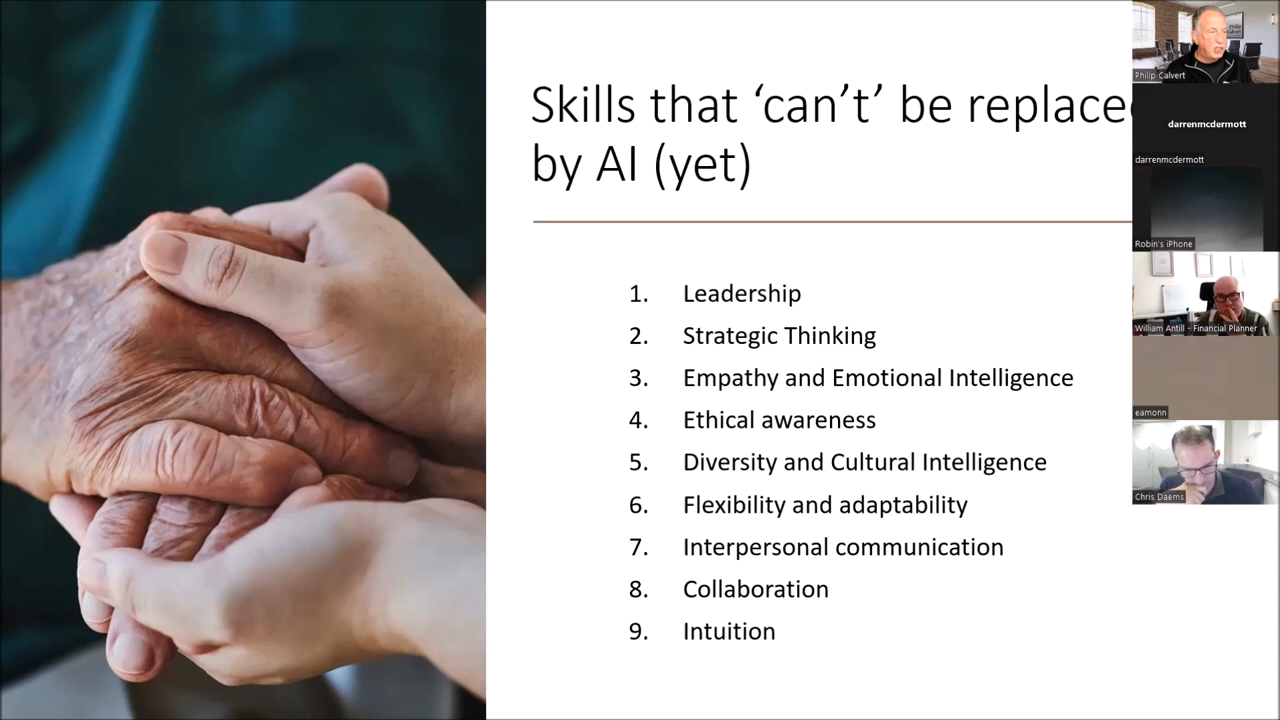 Skills that ‘can’t’ be replace
by AI (yet)
1. Leadership
2. Strategic Thinking
3. Empathy and Emotional Intelligence
4. Ethical awareness
5. Diversity and Cultural Intelligence
6. Flexibility and adaptability
7. Interpersonal communication
8. Collaboration
9. Intuition
Philip Calvert
darrenmcdermott
darrenmcdermott
Robin's iPhone
William Antill - Financial Planner
eamonn
Chris Daems